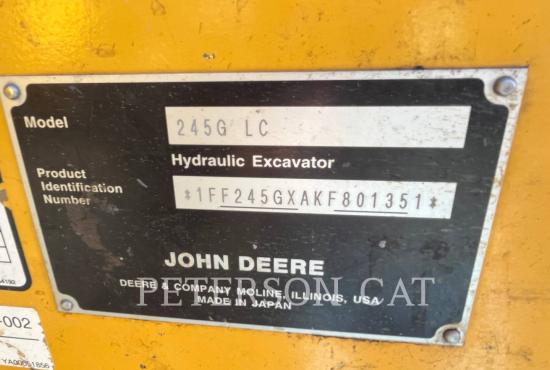 Model 245G LC
Hydraulic Excavator
Product
Identification
Number
*1FF245GXAKF801351*
JOHN DEERE
DEERE & COMPANY MOLINE, ILLINOIS, USA
MADE IN JAPAN
PETERSON CAT
-002
YA00051856